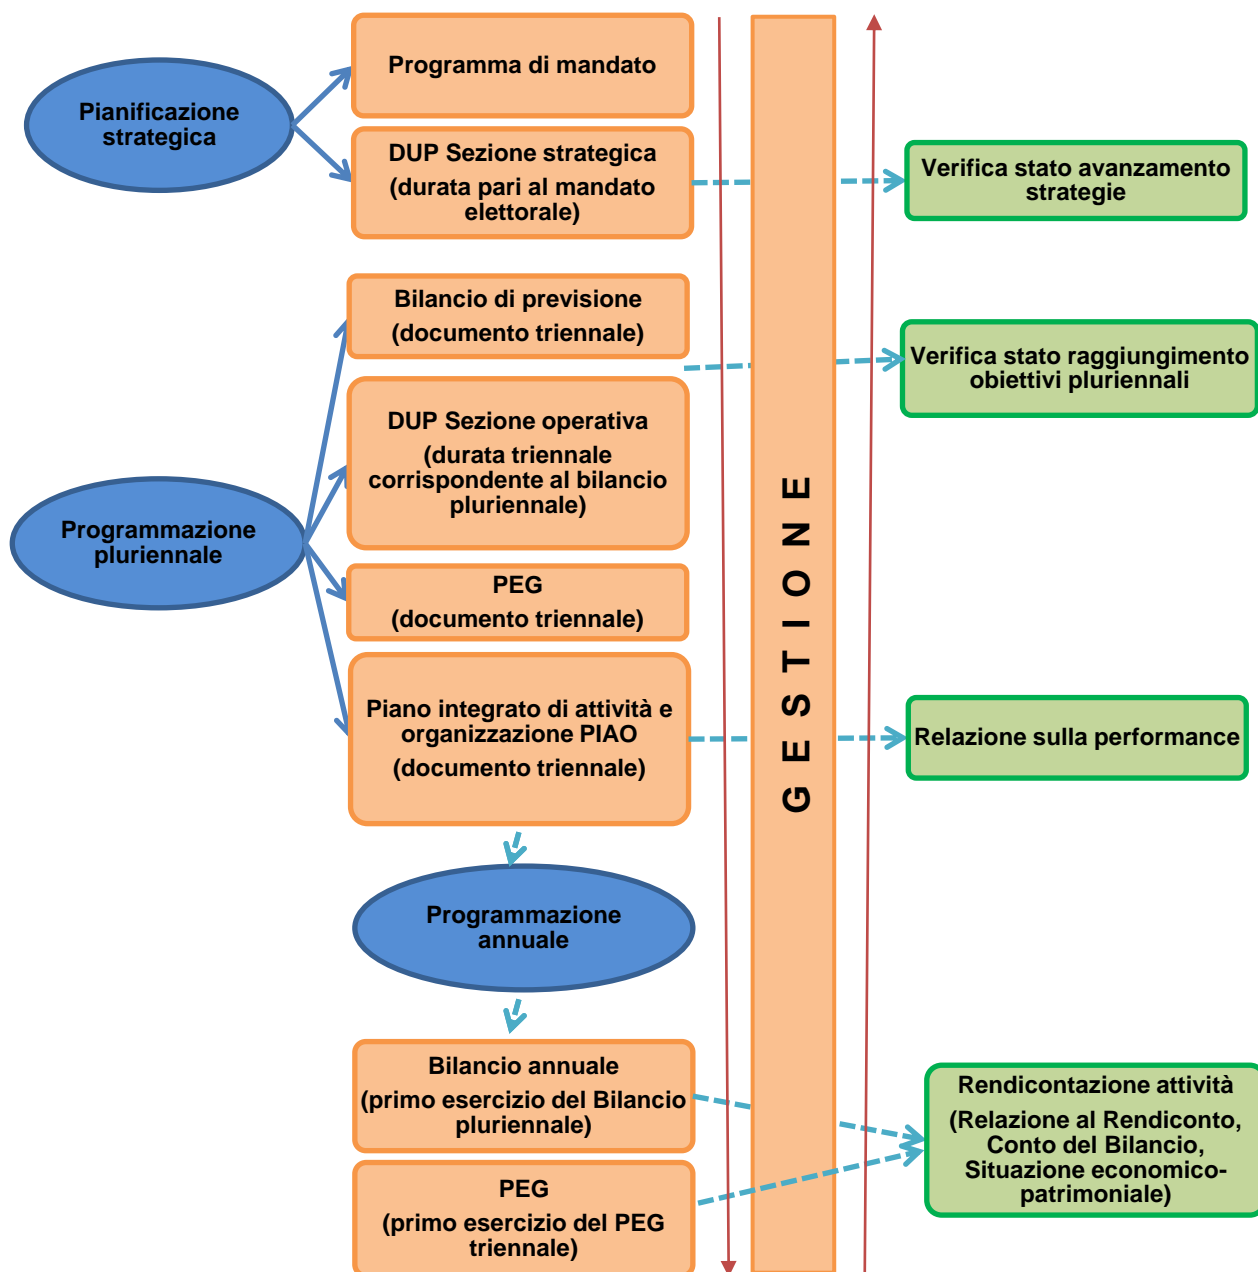 Pianificazione
strategica
Programma di mandato
DUP Sezione strategica
(durata pari al mandato
elettorale)
Verifica stato avanzamento
strategie
Bilancio di previsione
(documento triennale)
DUP Sezione operativa
(durata triennale
corrispondente al bilancio
pluriennale)
Verifica stato raggiungimento
obiettivi pluriennali
Programmazione
pluriennale
PEG
(documento triennale)
Piano integrato di attività e
organizzazione PIAO
(documento triennale)
GESTIONE
Relazione sulla performance
Programmazione
annuale
Bilancio annuale
(primo esercizio del Bilancio
pluriennale)
PEG
(primo esercizio del PEG
triennale)
Rendicontazione attività
(Relazione al Rendiconto,
Conto del Bilancio,
Situazione economico-
patrimoniale)